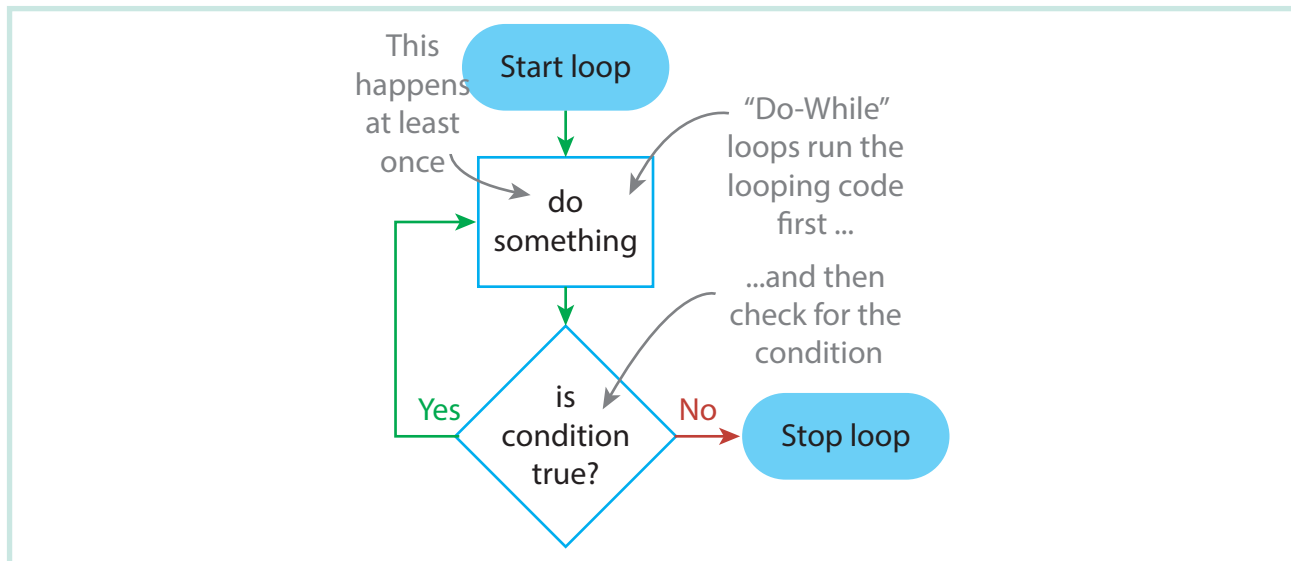 This
happens
at least
once
Start loop
“Do-While”
loops run the
looping code
first ...
do
something
...and then
check for the
condition
is
condition
true?
Yes
No
Stop loop